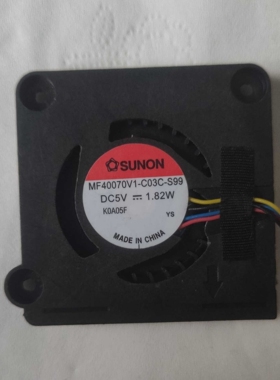 SUNON
MF40070V1-C03C-S99
DC5V ⎓ 1.82W
K0A05F
YS
MADE IN CHINA